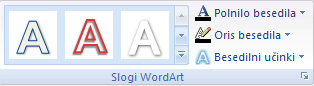 A A A
Polnilo besedila
Oris besedila
Besedilni učinki
Slogi WordArt